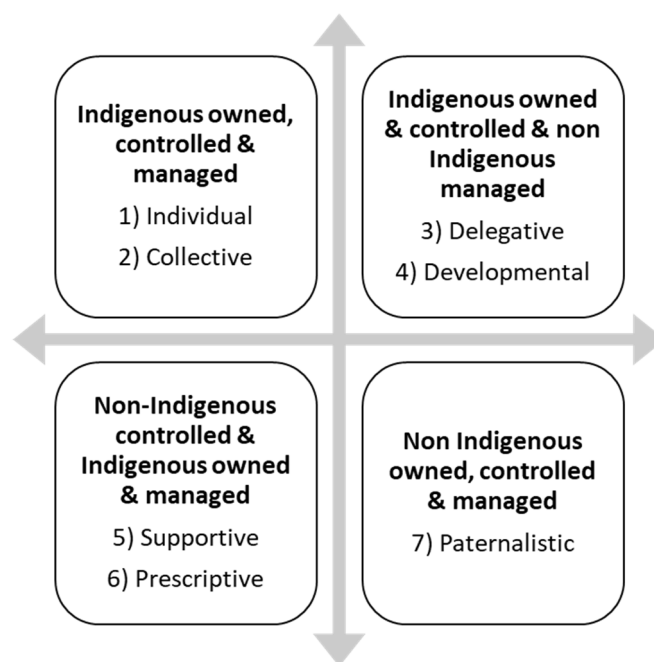 Indigenous owned,
controlled &
managed
1) Individual
2) Collective
Indigenous owned
& controlled & non
Indigenous
managed
3) Delegative
4) Developmental
Non-Indigenous
controlled &
Indigenous owned
& managed
5) Supportive
6) Prescriptive
Non Indigenous
owned, controlled
& managed
7) Paternalistic